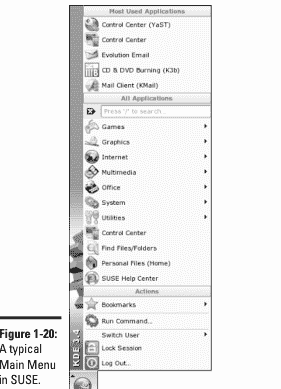 Most Used Applications
Control Center (YaST)
Control Center
Evolution Email
CD & DVD Burning (K3b)
Mail Client (KMail)
All Applications
Press '/' to search...
Games
Graphics
Internet
Multimedia
Office
System
Utilities
Control Center
Find Files/Folders
Personal Files (Home)
SUSE Help Center
Actions
Bookmarks
Run Command...
Switch User
Lock Session
Log Out...
KDE 3.4
Figure 1-20:
A typical
Main Menu
in SUSE.